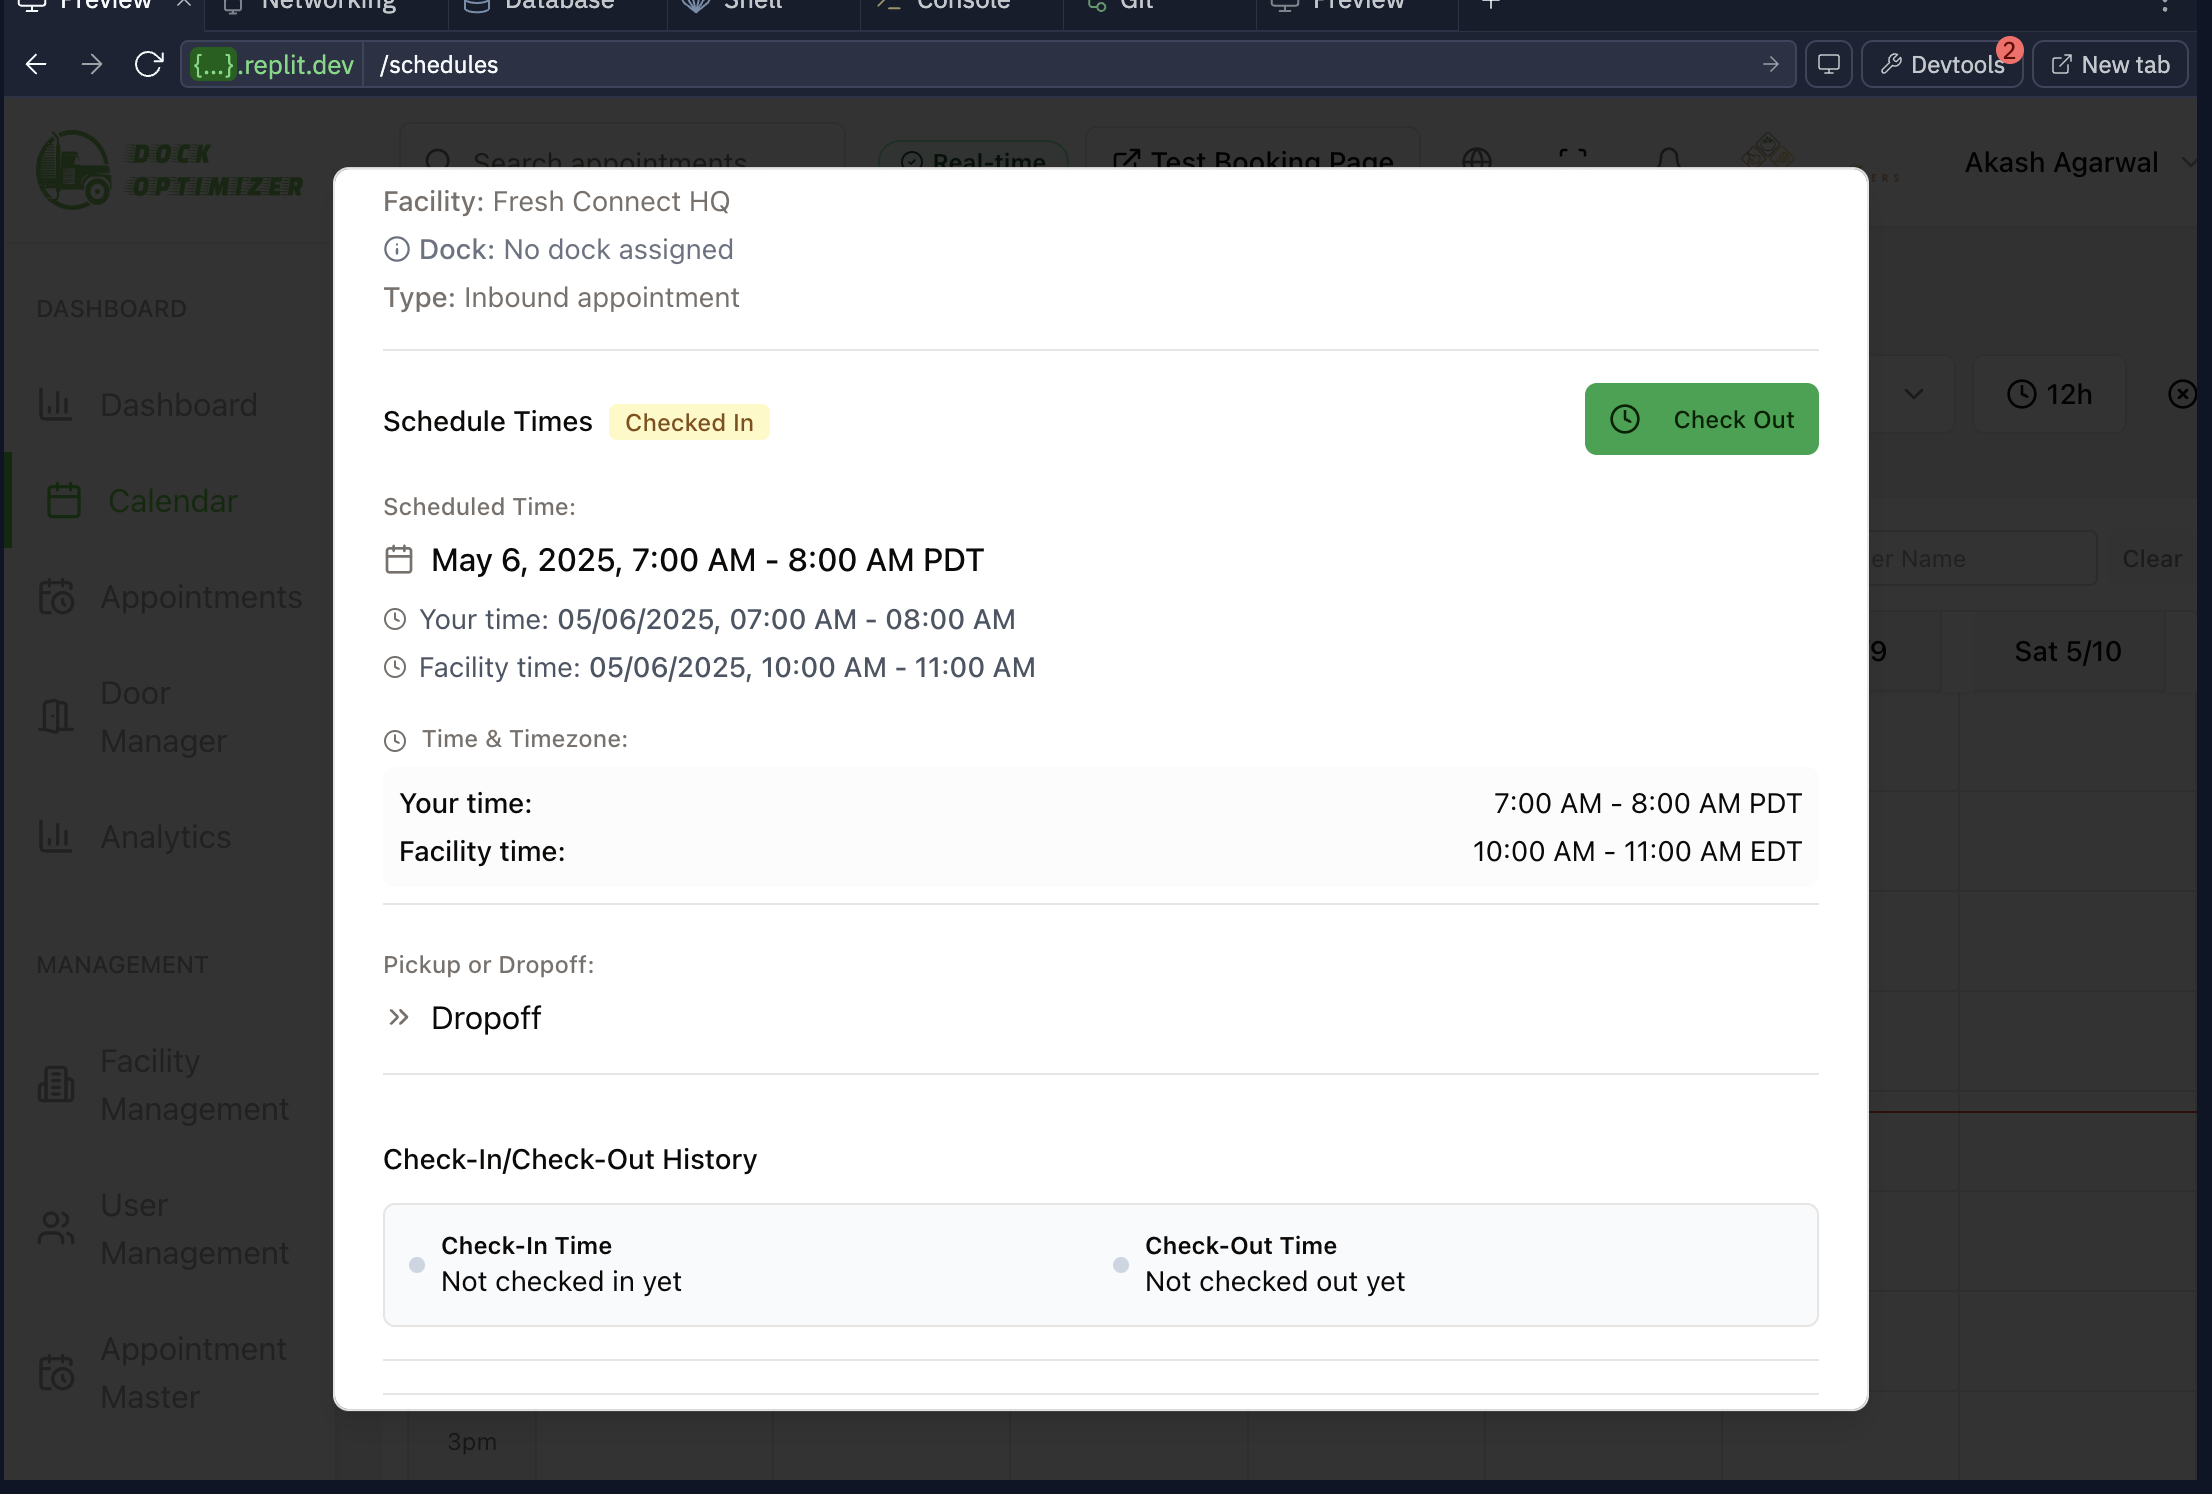 Preview
Networking
Database
Shell
Console
Git
Preview
{...}.replit.dev
/schedules
Devtools
2
New tab
DOCK
OPTIMIZER
Search appointments
Real-time
Test Booking Page
ERS
Akash Agarwal
DASHBOARD
Dashboard
Calendar
Appointments
Door
Manager
Analytics
MANAGEMENT
Facility
Management
User
Management
Appointment
Master
Facility: Fresh Connect HQ
Dock: No dock assigned
Type: Inbound appointment
Schedule Times
Checked In
Check Out
Scheduled Time:
May 6, 2025, 7:00 AM - 8:00 AM PDT
Your time: 05/06/2025, 07:00 AM - 08:00 AM
Facility time: 05/06/2025, 10:00 AM - 11:00 AM
Time & Timezone:
Your time:
7:00 AM - 8:00 AM PDT
Facility time:
10:00 AM - 11:00 AM EDT
Pickup or Dropoff:
Dropoff
Check-In/Check-Out History
Check-In Time
Not checked in yet
Check-Out Time
Not checked out yet
12h
er Name
Clear
9
Sat 5/10
3pm